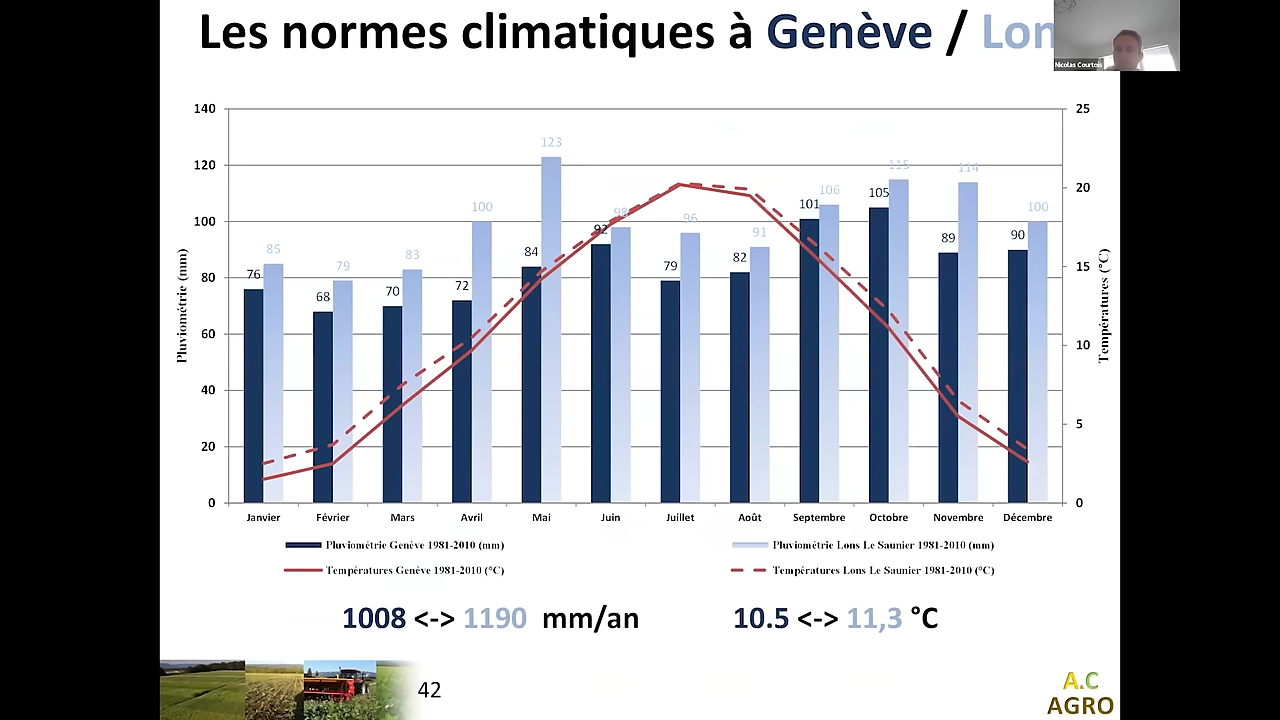 Les normes climatiques à Genève / Lon
Nicolas Courtois
140
120
100
80
60
40
20
0
Pluviométrie (mm)
25
20
15
10
5
0
Températures (°C)
76 85
68 79
70 83
72 100
84 123
92 98
79 96
82 91
101 106
105 115
89 114
90 100
Janvier Février Mars Avril Mai Juin Juillet Août Septembre Octobre Novembre Décembre
Pluviométrie Genève 1981-2010 (mm)
Pluviométrie Lons Le Saunier 1981-2010 (mm)
Températures Genève 1981-2010 (°C)
Températures Lons Le Saunier 1981-2010 (°C)
1008 <-> 1190 mm/an
10.5 <-> 11,3 °C
42
A.C
AGRO